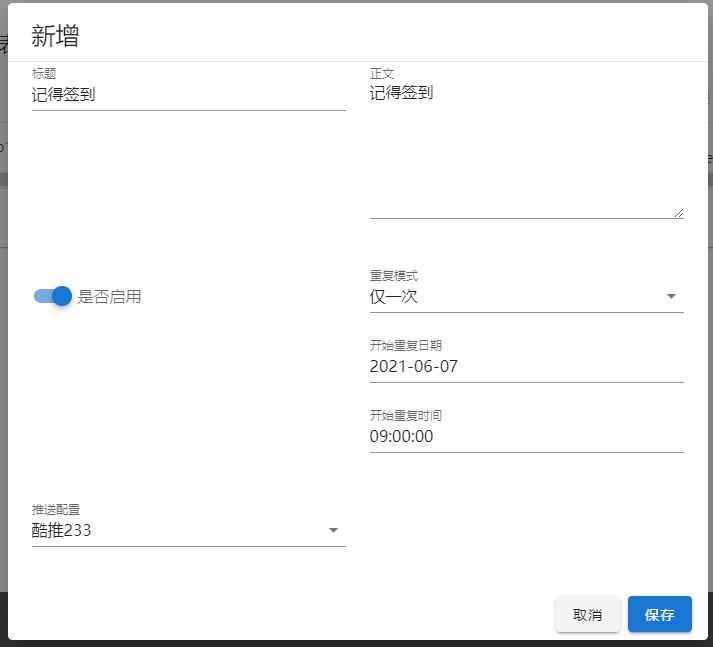 新增
标题
记得签到
正文
记得签到
是否启用
重复模式
仅一次
开始重复日期
2021-06-07
开始重复时间
09:00:00
推送配置
酷推233
取消
保存